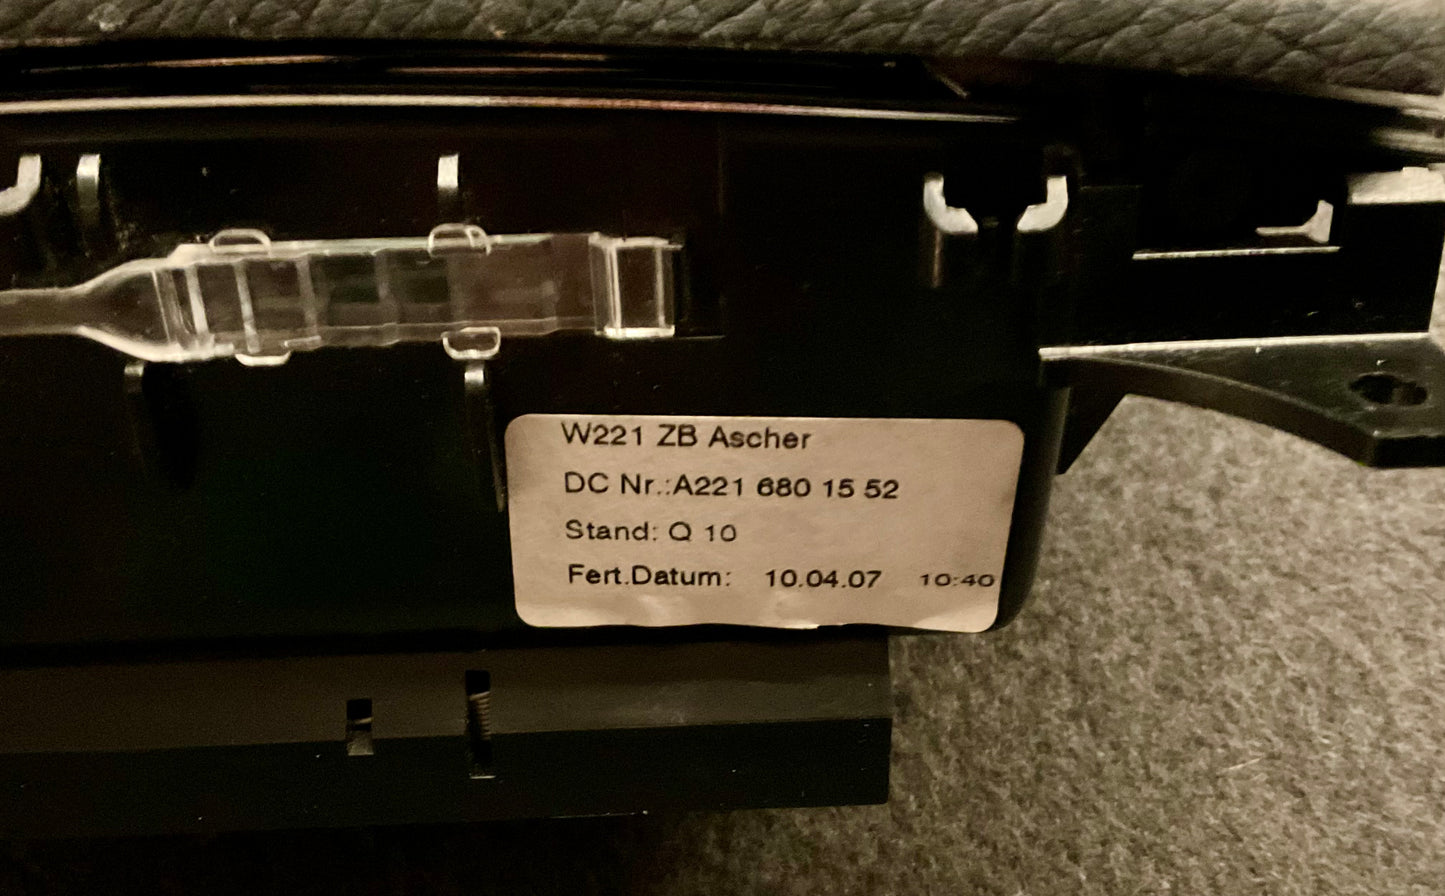 W221 ZB Ascher
DC Nr.:A221 680 15 52
Stand: Q 10
Fert.Datum: 10.04.07 10:40